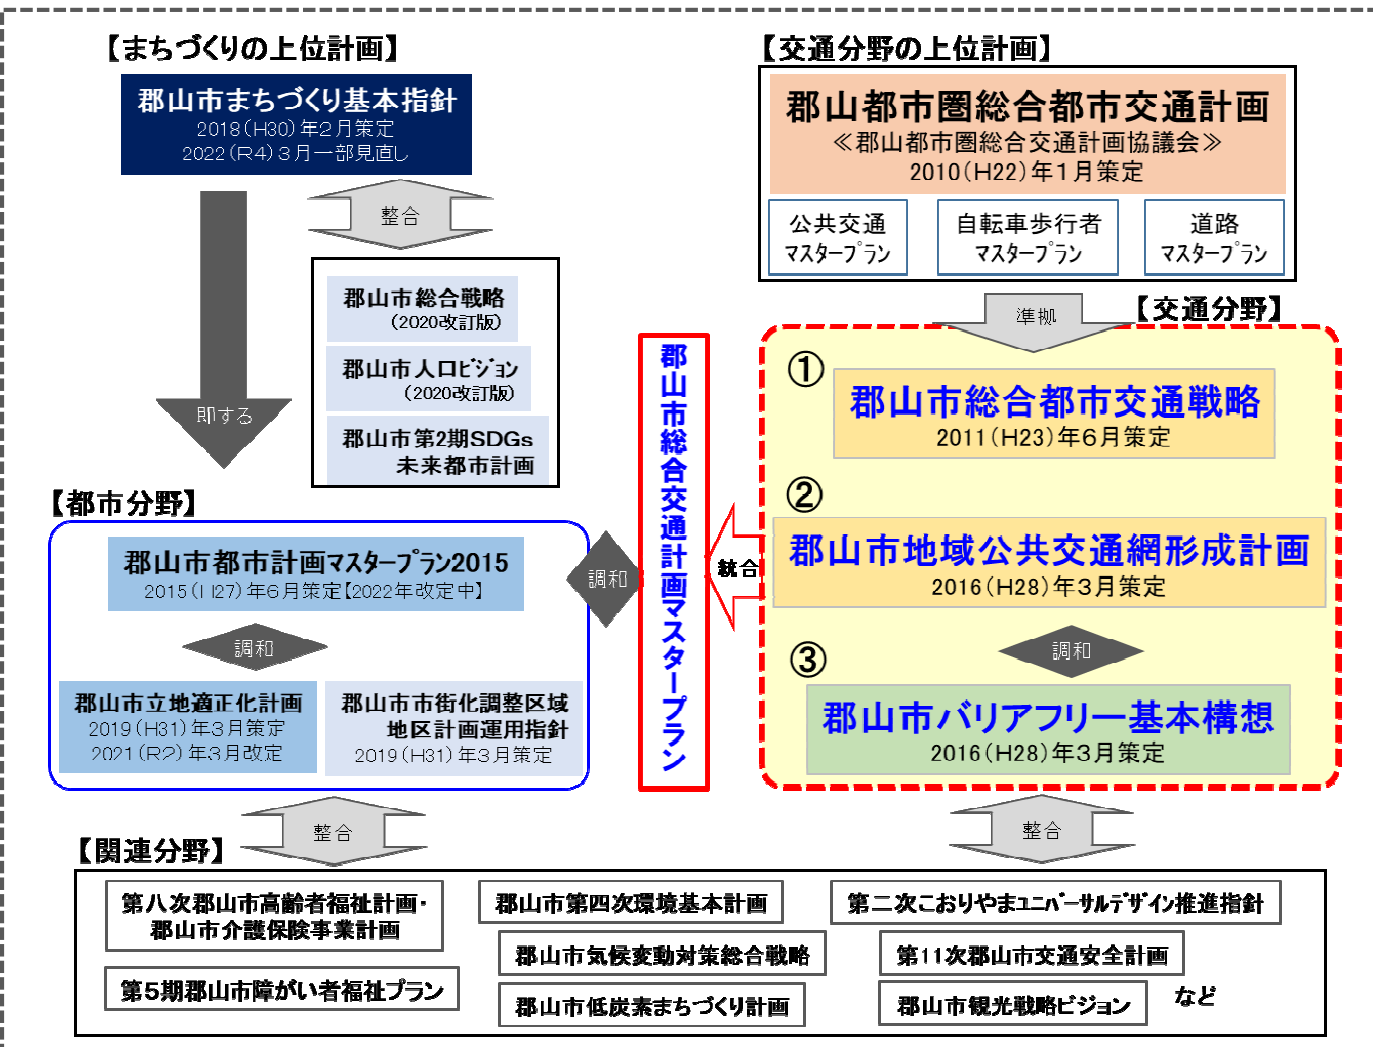 【まちづくりの上位計画】
郡山市まちづくり基本指針
2018(H30)年2月策定
2022(R4)3月一部見直し
整合
郡山市総合戦略
(2020改訂版)
郡山市人口ビジョン
(2020改訂版)
郡山市第2期SDGs
未来都市計画
即する
【交通分野の上位計画】
郡山都市圏総合都市交通計画
≪郡山都市圏総合交通計画協議会≫
2010(H22)年1月策定
公共交通
マスタープラン
自転車歩行者
マスタープラン
道路
マスタープラン
準拠
【交通分野】
①
郡山市総合都市交通戦略
2011(H23)年6月策定
②
郡山市地域公共交通網形成計画
2016(H28)年3月策定
調和
③
郡山市バリアフリー基本構想
2016(H28)年3月策定
統合
郡山市総合交通計画マスタープラン
調和
【都市分野】
郡山市都市計画マスタープラン2015
2015(H27)年6月策定【2022年改定中】
調和
郡山市立地適正化計画
2019(H31)年3月策定
2021(R2)年3月改定
郡山市市街化調整区域
地区計画運用指針
2019(H31)年3月策定
整合
整合
【関連分野】
第八次郡山市高齢者福祉計画・
郡山市介護保険事業計画
第5期郡山市障がい者福祉プラン
郡山市第四次環境基本計画
郡山市気候変動対策総合戦略
郡山市低炭素まちづくり計画
第二次こおりやまユニバーサルデザイン推進指針
第11次郡山市交通安全計画
郡山市観光戦略ビジョン
など